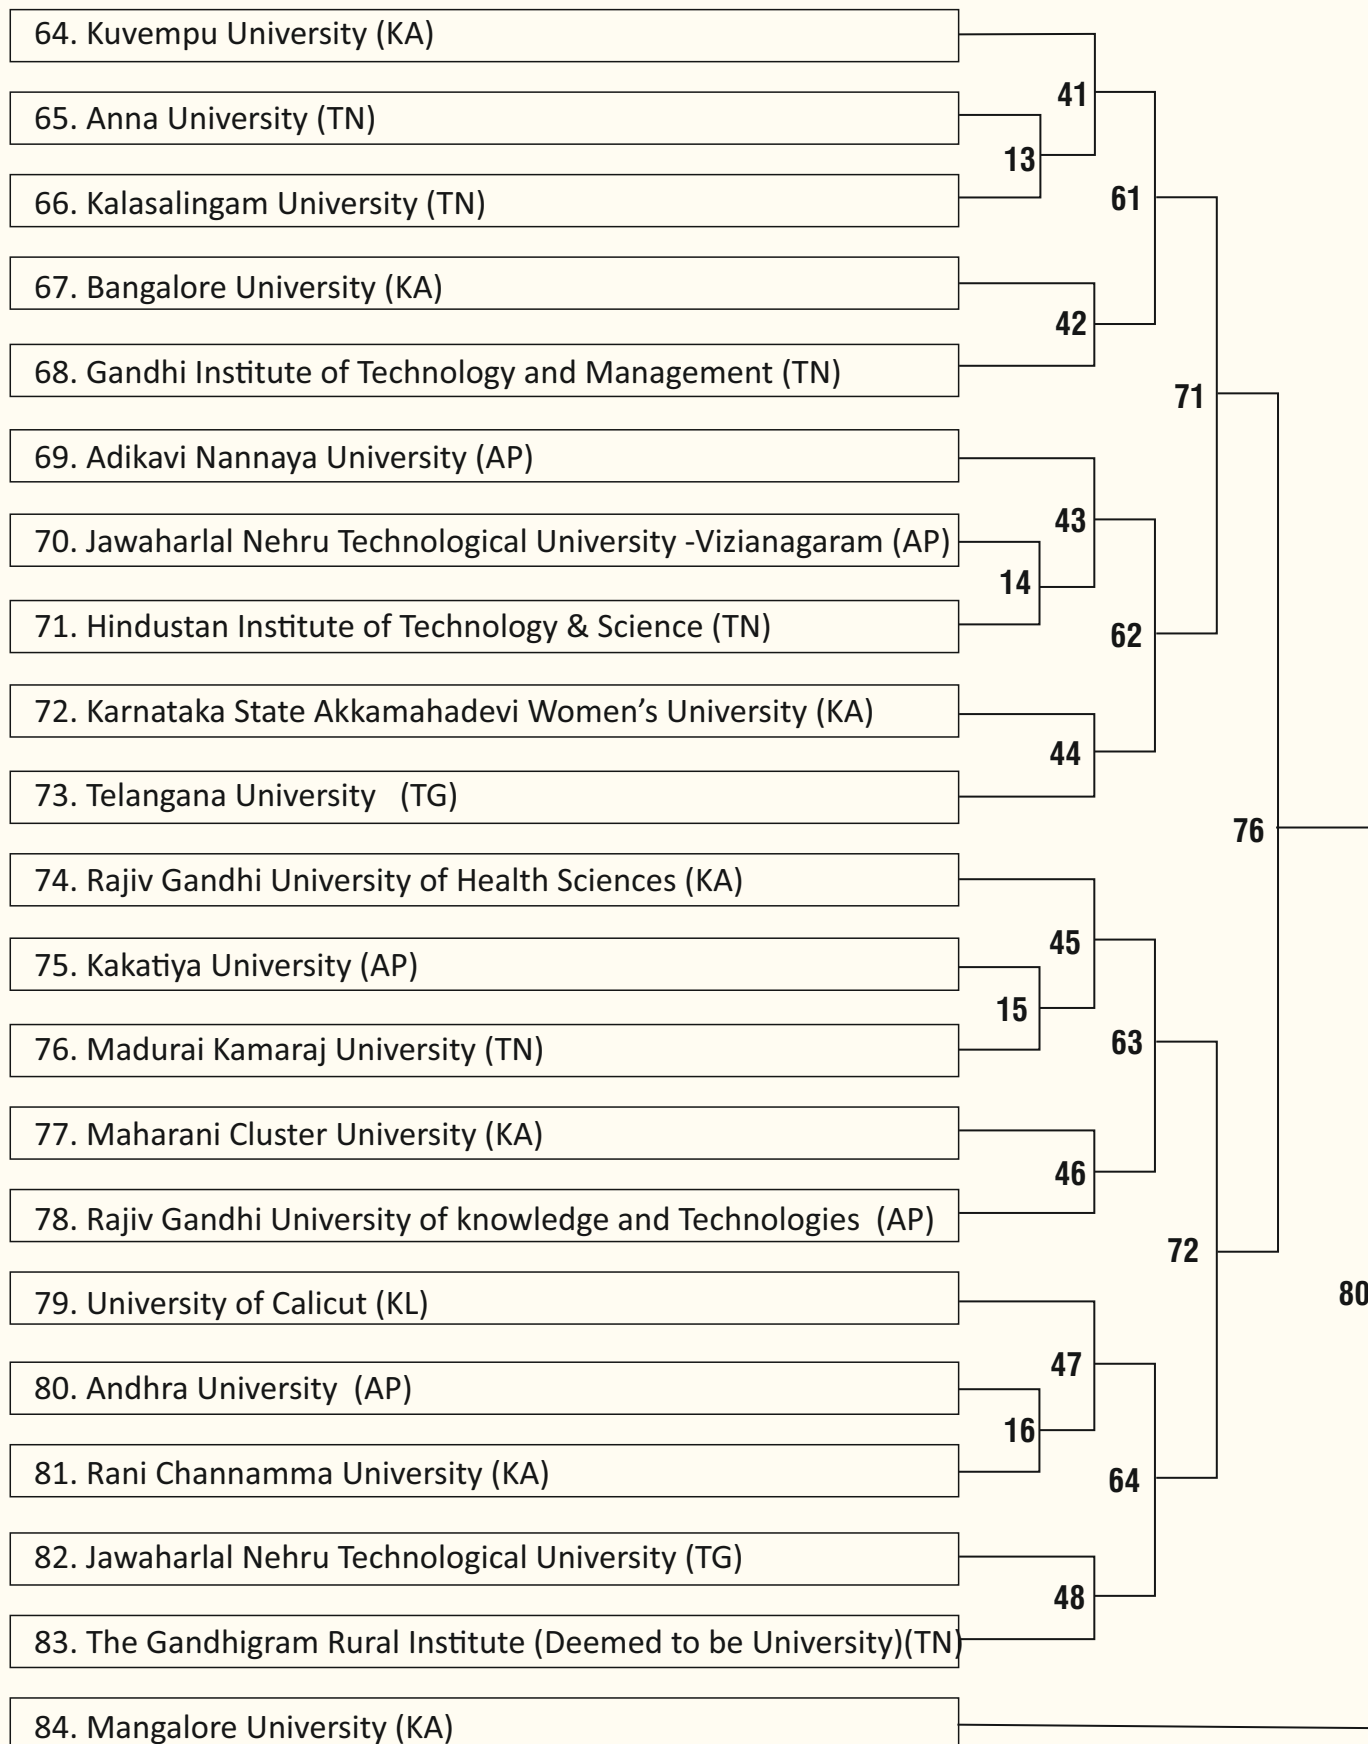 64. Kuvempu University (KA)
41
65. Anna University (TN)
13
66. Kalasalingam University (TN)
61
67. Bangalore University (KA)
42
68. Gandhi Institute of Technology and Management (TN)
71
69. Adikavi Nannaya University (AP)
43
70. Jawaharlal Nehru Technological University -Vizianagaram (AP)
14
71. Hindustan Institute of Technology & Science (TN)
62
72. Karnataka State Akkamahadevi Women’s University (KA)
44
73. Telangana University (TG)
76
74. Rajiv Gandhi University of Health Sciences (KA)
45
75. Kakatiya University (AP)
15
76. Madurai Kamaraj University (TN)
63
77. Maharani Cluster University (KA)
46
78. Rajiv Gandhi University of knowledge and Technologies (AP)
72
79. University of Calicut (KL)
80
47
80. Andhra University (AP)
16
81. Rani Channamma University (KA)
64
82. Jawaharlal Nehru Technological University (TG)
48
83. The Gandhigram Rural Institute (Deemed to be University)(TN)
84. Mangalore University (KA)